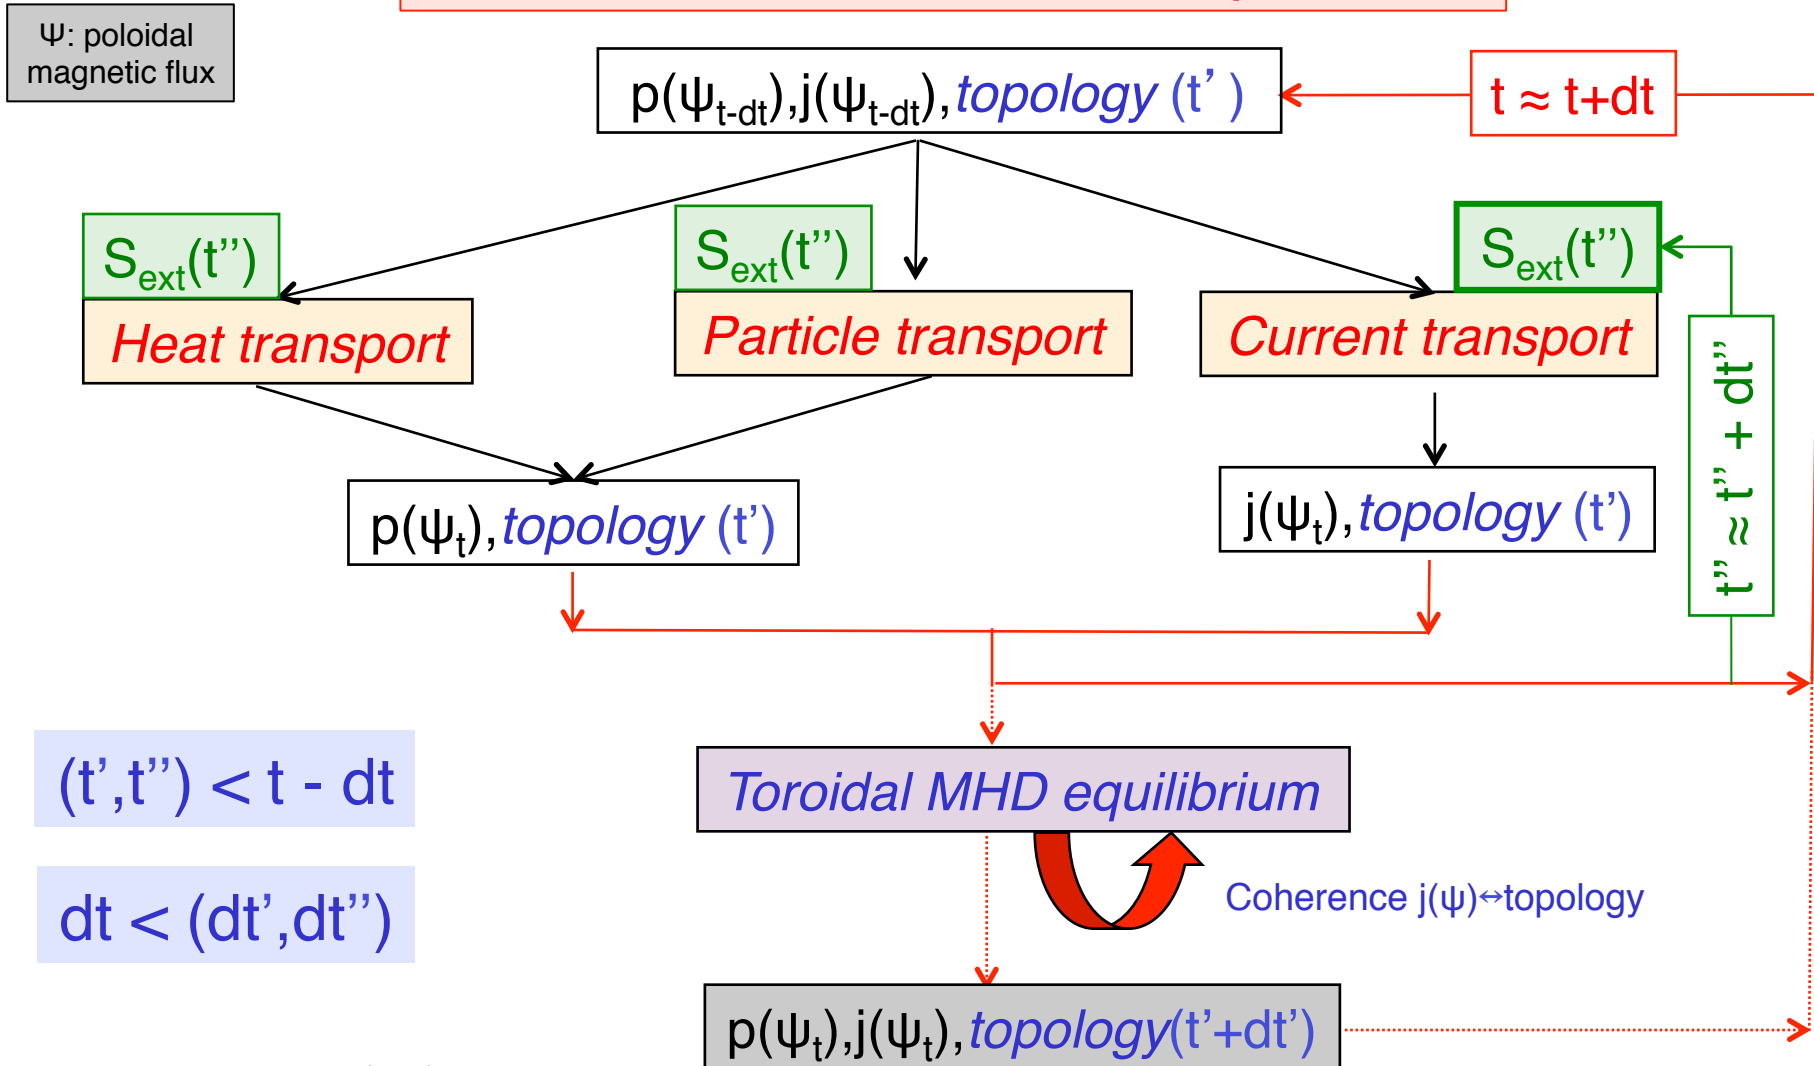 Ψ: poloidal
magnetic flux
p(ψt-dt),j(ψt-dt),topology (t’ )
t ≈ t+dt
Sext(t’’)
Sext(t’’)
Sext(t’’)
Heat transport
Particle transport
Current transport
t’’ ≈ t’’ + dt’’
p(ψt),topology (t’)
j(ψt),topology (t’)
(t’,t’’) < t - dt
Toroidal MHD equilibrium
dt < (dt’,dt’’)
Coherence j(ψ)↔topology
p(ψt),j(ψt),topology(t’+dt’)